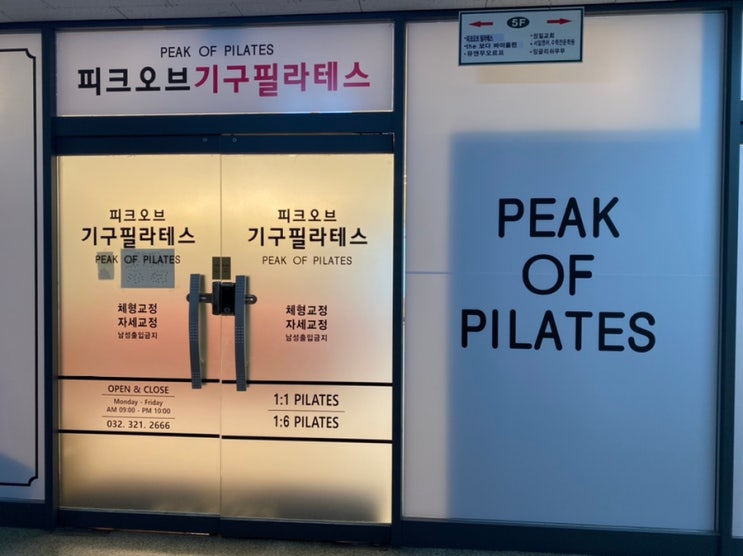 PEAK OF PILATES
피크오브기구필라테스
5F
피크오브
기구필라테스
PEAK OF PILATES
체형교정
자세교정
남성출입금지
OPEN & CLOSE
Monday - Friday
AM 09:00 - PM 10:00
032. 321. 2666
피크오브
기구필라테스
PEAK OF PILATES
체형교정
자세교정
남성출입금지
1:1 PILATES
1:6 PILATES
PEAK
OF
PILATES